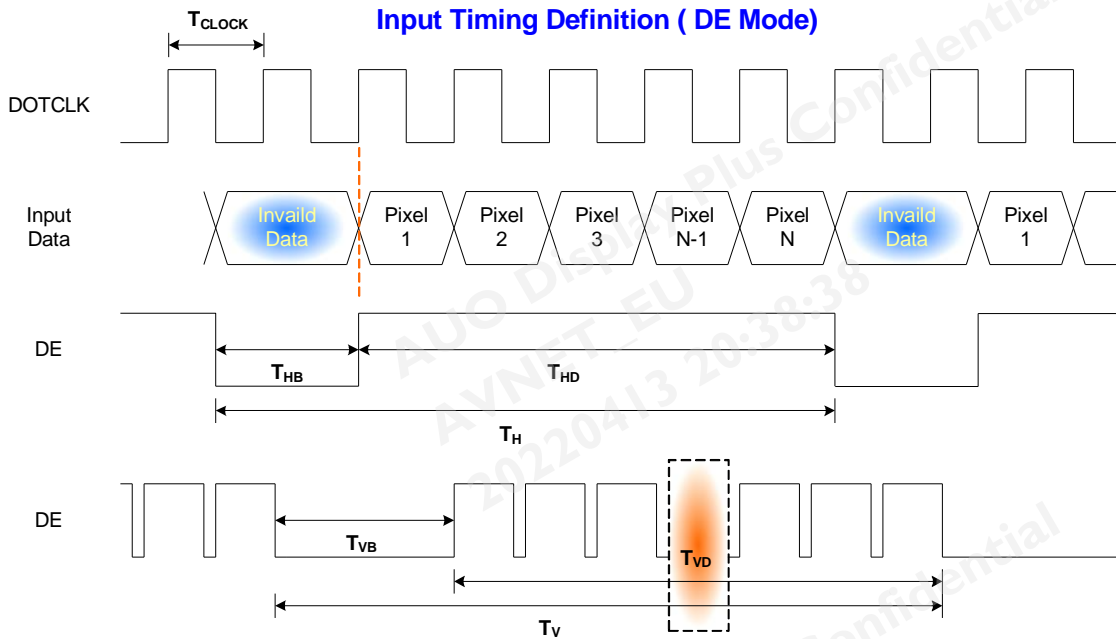 Input Timing Definition ( DE Mode)
TCLOCK
DOTCLK
Input
Data
Invaild
Data
Pixel
1
Pixel
2
Pixel
3
Pixel
N-1
Pixel
N
Invaild
Data
Pixel
1
DE
THB
THD
TH
DE
TVB
TVD
TV
AUO Display Plus Confidential
AVNET_EU
20220413 20:38:38
Confidential